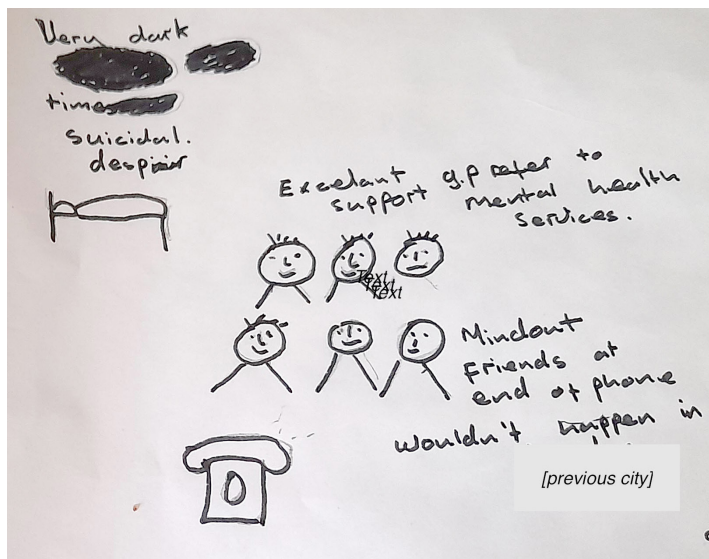 Very dark
times
suicidal.
despair
Excelant g.p refer to
support mental health
services.
Text
Text
Text
Mindout
Friends at
end of phone
wouldn't happen in
[previous city]